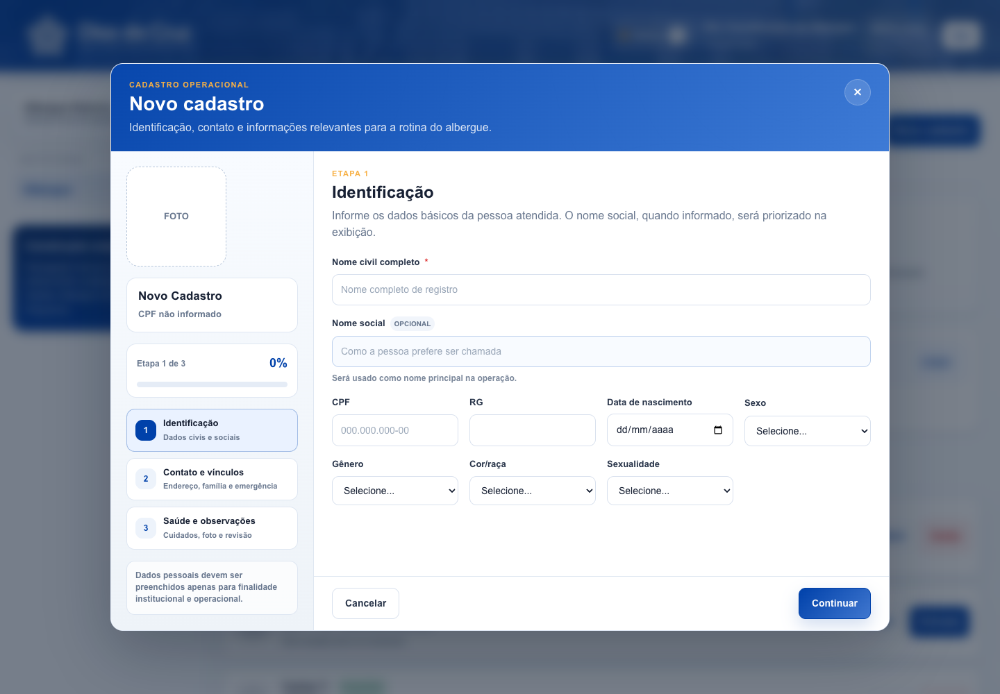 CADASTRO OPERACIONAL
Novo cadastro
Identificação, contato e informações relevantes para a rotina do albergue.
FOTO
Novo Cadastro
CPF não informado
Etapa 1 de 3
0%
1
Identificação
Dados civis e sociais
2
Contato e vínculos
Endereço, família e emergência
3
Saúde e observações
Cuidados, foto e revisão
Dados pessoais devem ser
preenchidos apenas para finalidade
institucional e operacional.
ETAPA 1
Identificação
Informe os dados básicos da pessoa atendida. O nome social, quando informado, será priorizado na
exibição.
Nome civil completo *
Nome completo de registro
Nome social OPCIONAL
Como a pessoa prefere ser chamada
Será usado como nome principal na operação.
CPF
RG
Data de nascimento
Sexo
000.000.000-00
dd/mm/aaaa
Selecione...
Gênero
Cor/raça
Sexualidade
Selecione...
Selecione...
Selecione...
Cancelar
Continuar